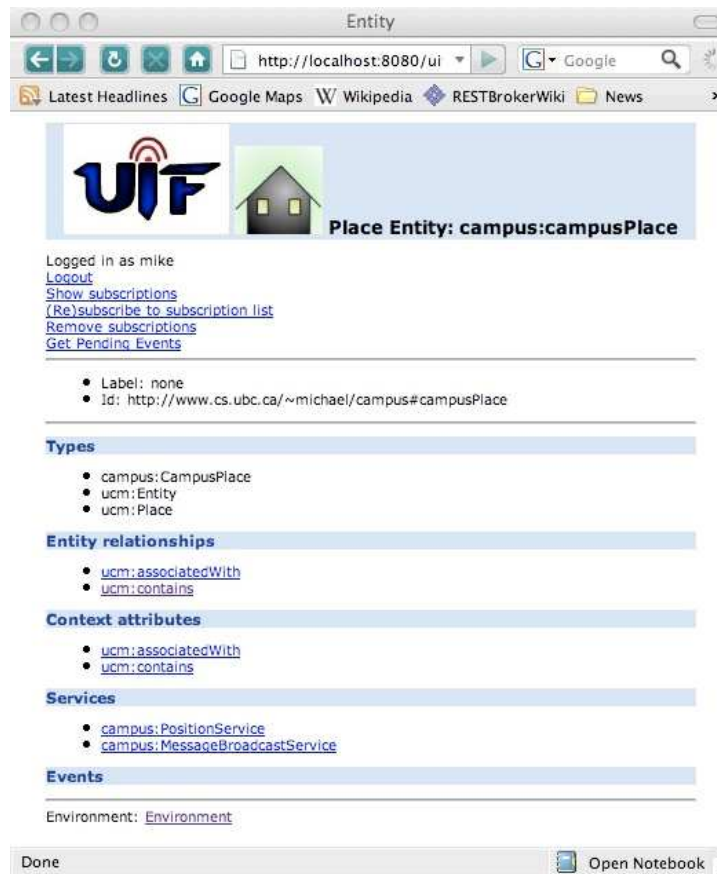 Entity
http://localhost:8080/ui
G Google
Latest Headlines G Google Maps W Wikipedia RESTBrokerWiki News
UIF
Place Entity: campus:campusPlace
Logged in as mike
Logout
Show subscriptions
(Re)subscribe to subscription list
Remove subscriptions
Get Pending Events
Label: none
Id: http://www.cs.ubc.ca/~michael/campus#campusPlace
Types
campus:CampusPlace
ucm:Entity
ucm:Place
Entity relationships
ucm:associatedWith
ucm:contains
Context attributes
ucm:associatedWith
ucm:contains
Services
campus:PositionService
campus:MessageBroadcastService
Events
Environment: Environment
Done Open Notebook